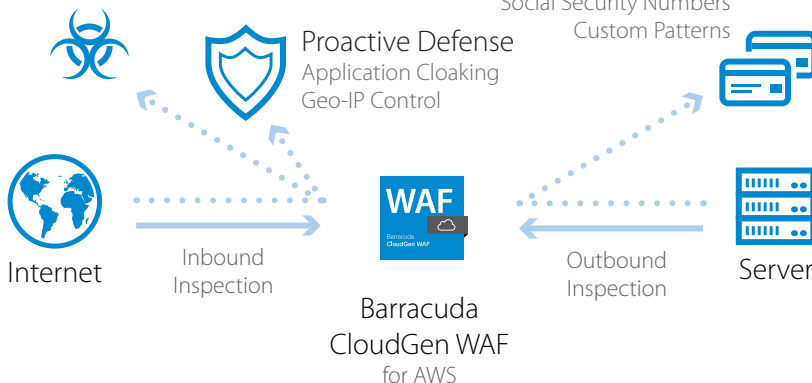 Social Security Numbers
Custom Patterns
Proactive Defense
Application Cloaking
Geo-IP Control
WAF
Barracuda
CloudGen WAF
Internet
Inbound
Inspection
Outbound
Inspection
Server
Barracuda
CloudGen WAF
for AWS